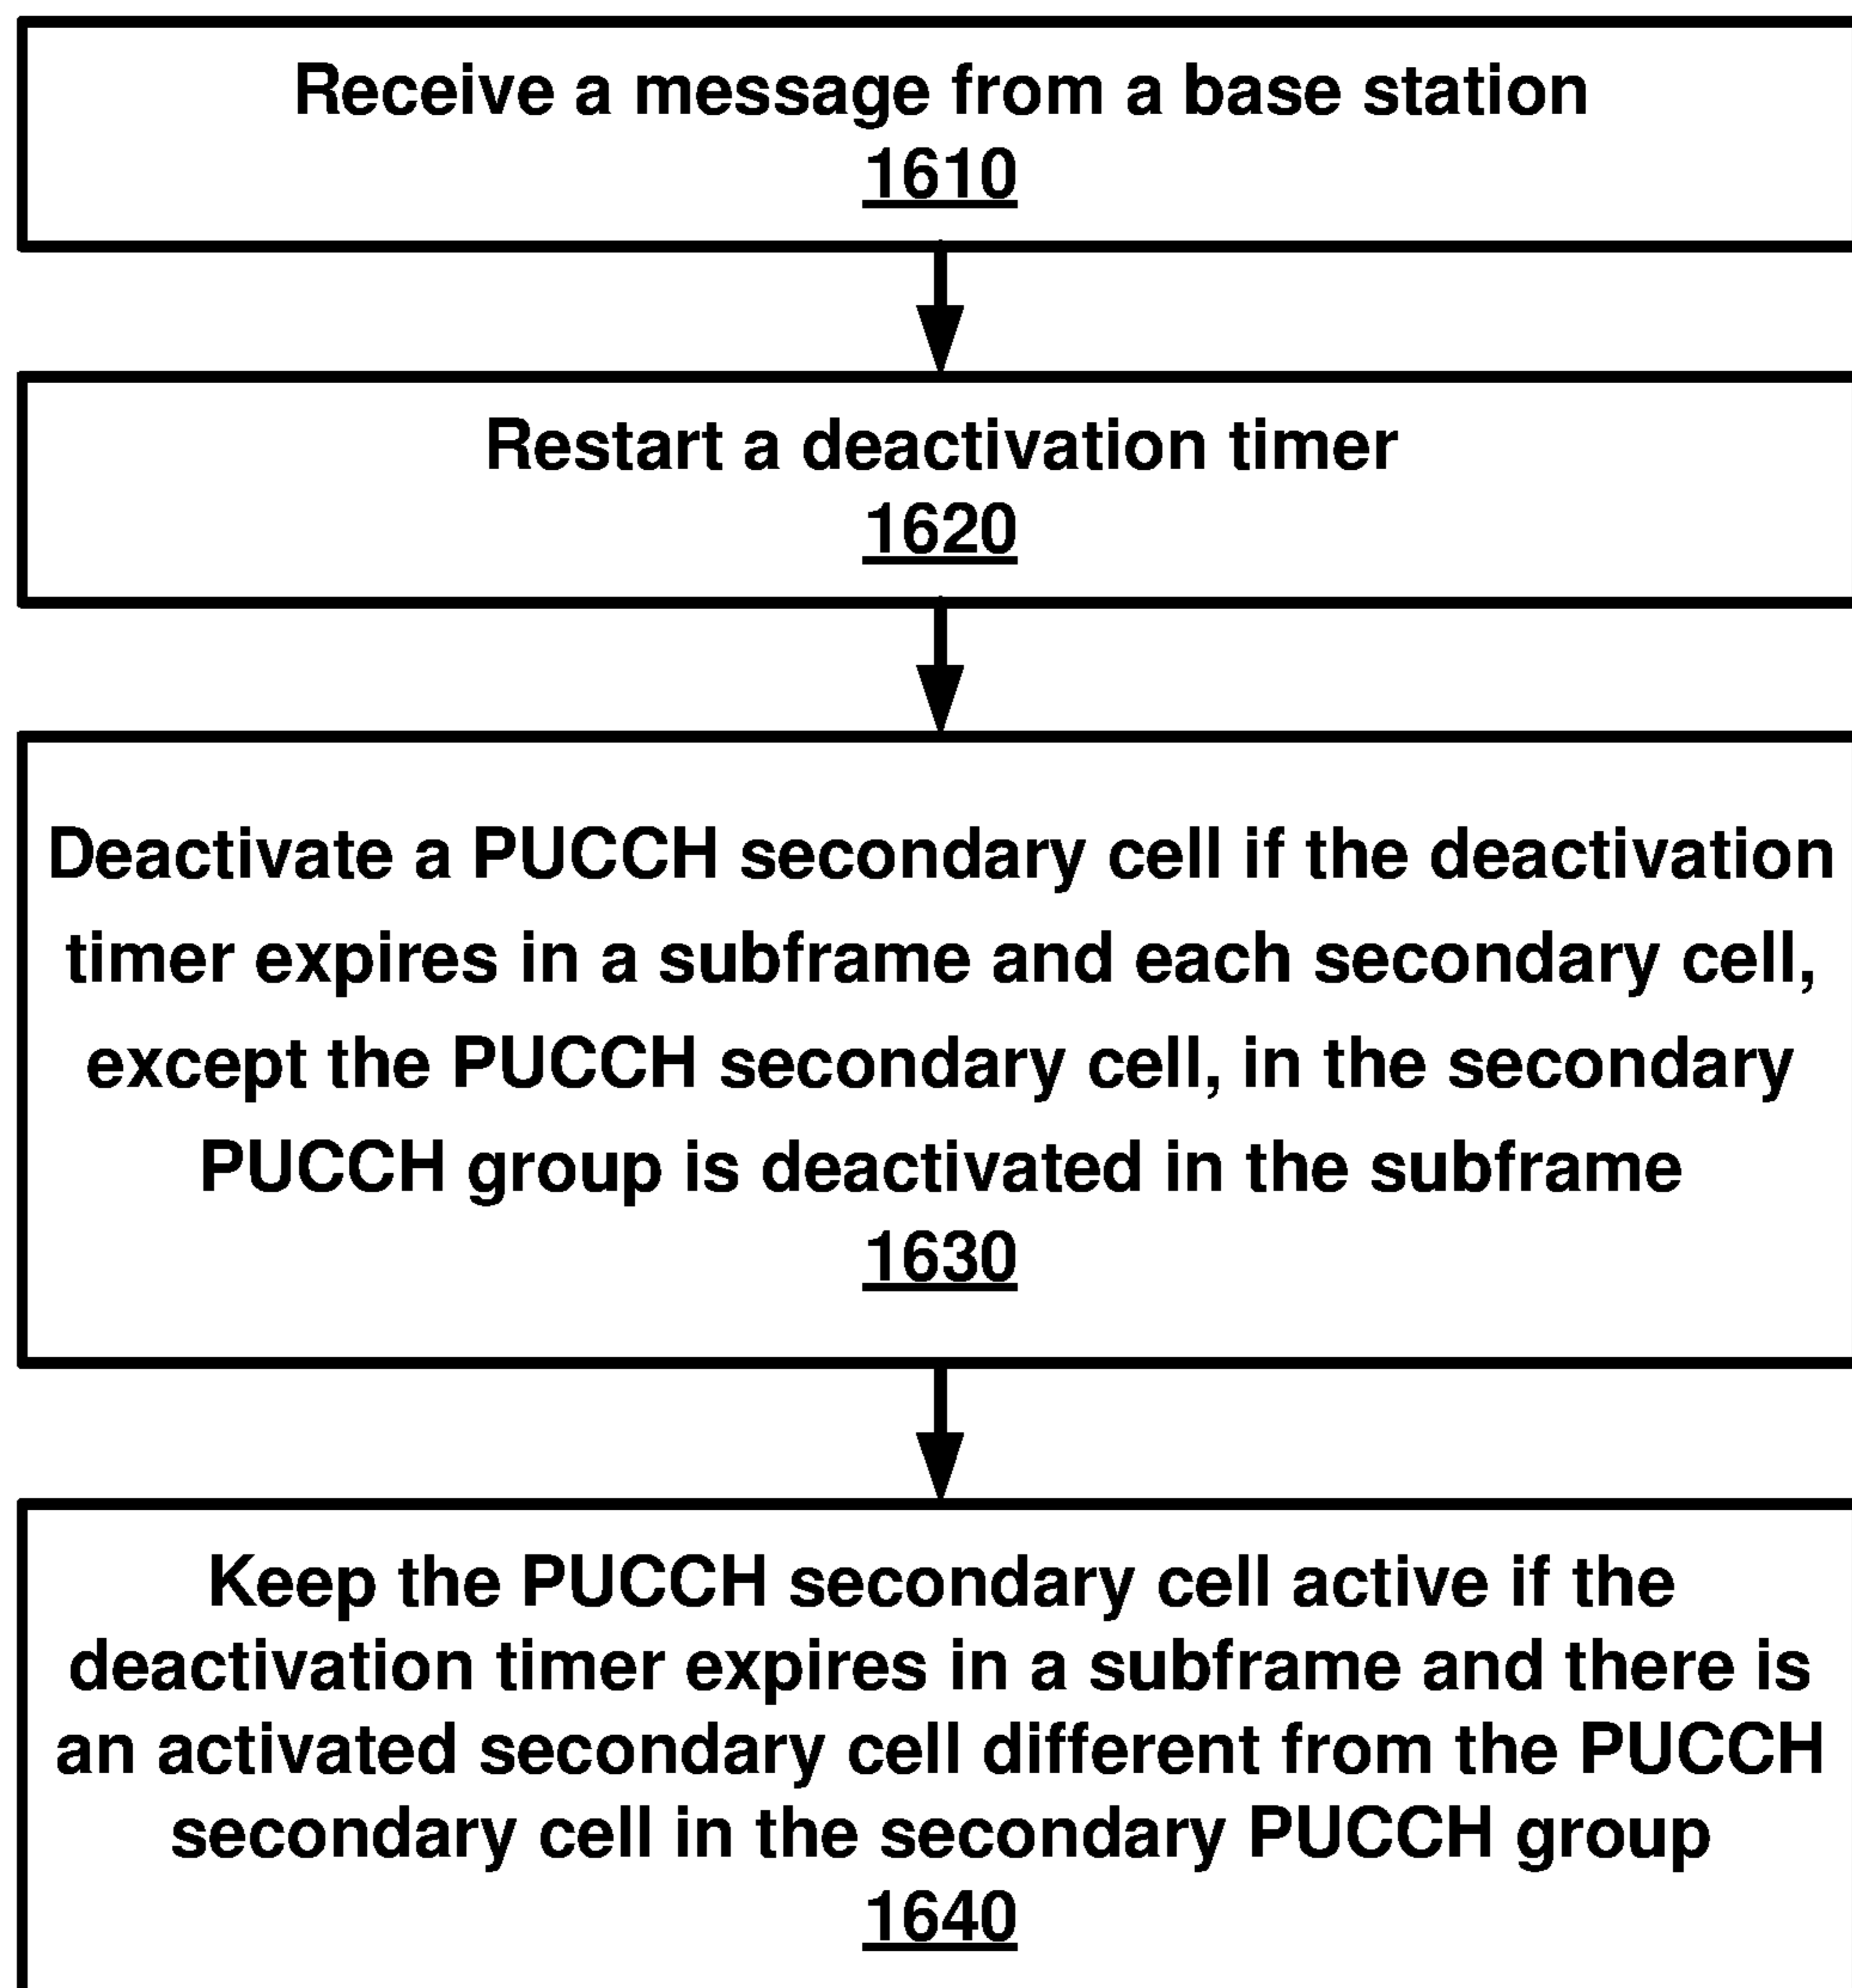 Receive a message from a base station
1610
Restart a deactivation timer
1620
Deactivate a PUCCH secondary cell if the deactivation
timer expires in a subframe and each secondary cell,
except the PUCCH secondary cell, in the secondary
PUCCH group is deactivated in the subframe
1630
Keep the PUCCH secondary cell active if the
deactivation timer expires in a subframe and there is
an activated secondary cell different from the PUCCH
secondary cell in the secondary PUCCH group
1640